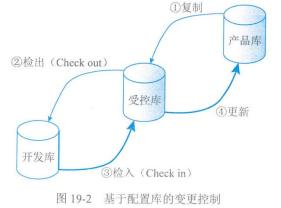 ①复制
产品库
②检出（Check out）
受控库
④更新
开发库
③检入（Check in）
图 19-2 基于配置库的变更控制